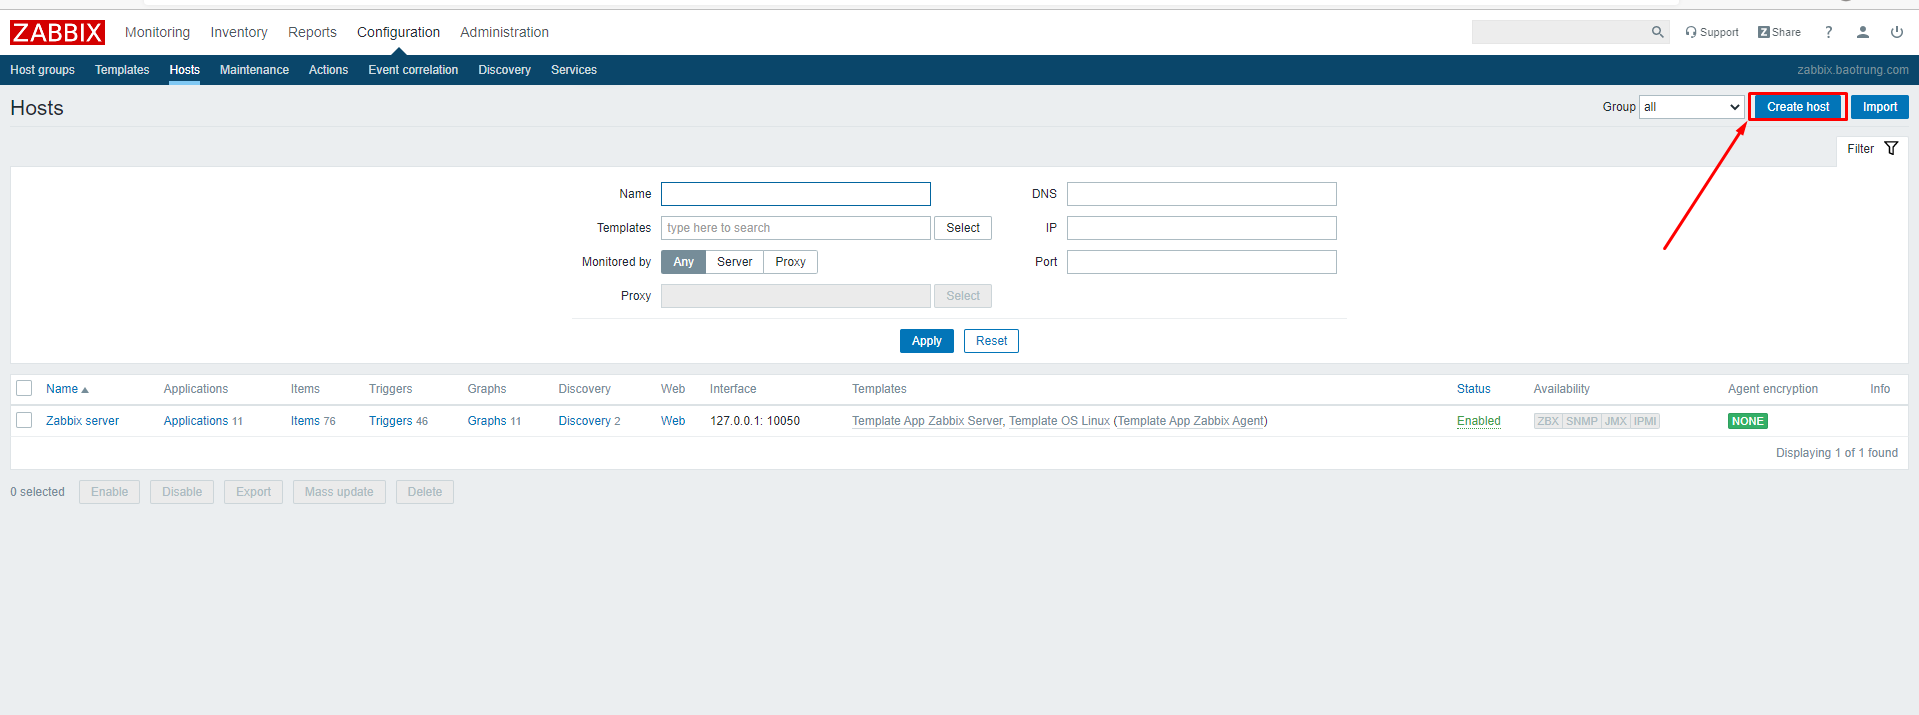 ZABBIX Monitoring Inventory Reports Configuration Administration Support Z Share ?
Host groups Templates Hosts Maintenance Actions Event correlation Discovery Services zabbix.baotrung.com
Hosts Group all Create host Import
Filter
Name DNS
Templates type here to search Select IP
Monitored by Any Server Proxy Port
Proxy Select
Apply Reset
Name Applications Items Triggers Graphs Discovery Web Interface Templates Status Availability Agent encryption Info
Zabbix server Applications 11 Items 76 Triggers 46 Graphs 11 Discovery 2 Web 127.0.0.1: 10050 Template App Zabbix Server, Template OS Linux (Template App Zabbix Agent) Enabled ZBX SNMP JMX IPMI NONE
Displaying 1 of 1 found
0 selected Enable Disable Export Mass update Delete